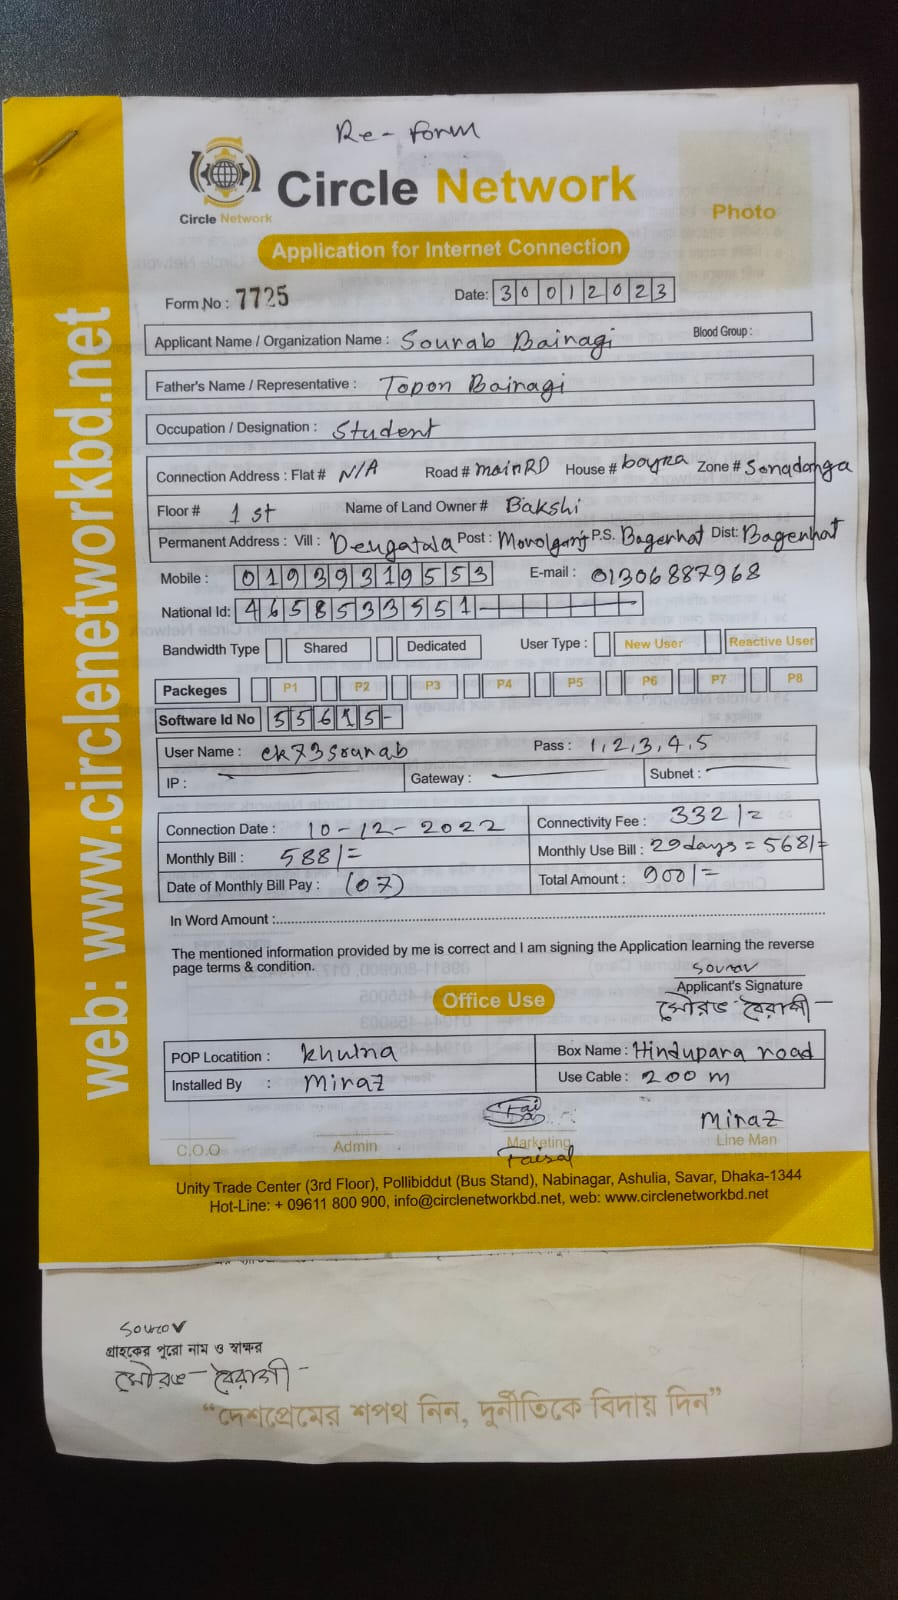 Re-form
Circle Network
Circle Network
Photo
Application for Internet Connection
Form No : 7725
Date: 30012023
Applicant Name / Organization Name : Sourab Bairagi Blood Group :
Father's Name / Representative : Topon Bairagi
Occupation / Designation : Student
Connection Address : Flat # N/A Road # main RD House # boyra Zone # Sonadanga
Floor # 1st Name of Land Owner # Bakshi
Permanent Address : Vill : Post : P.S. Bagerhat Dist: Bagerhat
Mobile : 01939319553 E-mail : 01306887968
National Id: 4658533551
Bandwidth Type Shared Dedicated User Type : New User Reactive User
Packeges P1 P2 P3 P4 P5 P6 P7 P8
Software Id No 55615-
User Name : ck73sourab Pass : 1,2,3,4,5
IP : Gateway : Subnet :
Connection Date : 10-12-2022 Connectivity Fee : 332/=
Monthly Bill : 588/= Monthly Use Bill : 29days = 568/=
Date of Monthly Bill Pay : (07) Total Amount : 900/=
In Word Amount :
The mentioned information provided by me is correct and I am signing the Application learning the reverse
page terms & condition.
Sourav
Applicant's Signature
সৌরভ বৈরাগী
Office Use
POP Locatition : Khulna Box Name : Hindupara road
Installed By : Miraz Use Cable : 200 m
Miraz
C.O.O Admin Marketing Line Man
Faisal
Unity Trade Center (3rd Floor), Pollibiddut (Bus Stand), Nabinagar, Ashulia, Savar, Dhaka-1344
Hot-Line: + 09611 800 900, info@circlenetworkbd.net, web: www.circlenetworkbd.net
web: www.circlenetworkbd.net
Sourav
গ্রাহকের পুরো নাম ও স্বাক্ষর
সৌরভ - বৈরাগী -
“দেশপ্রেমের শপথ নিন, দুর্নীতিকে বিদায় দিন”